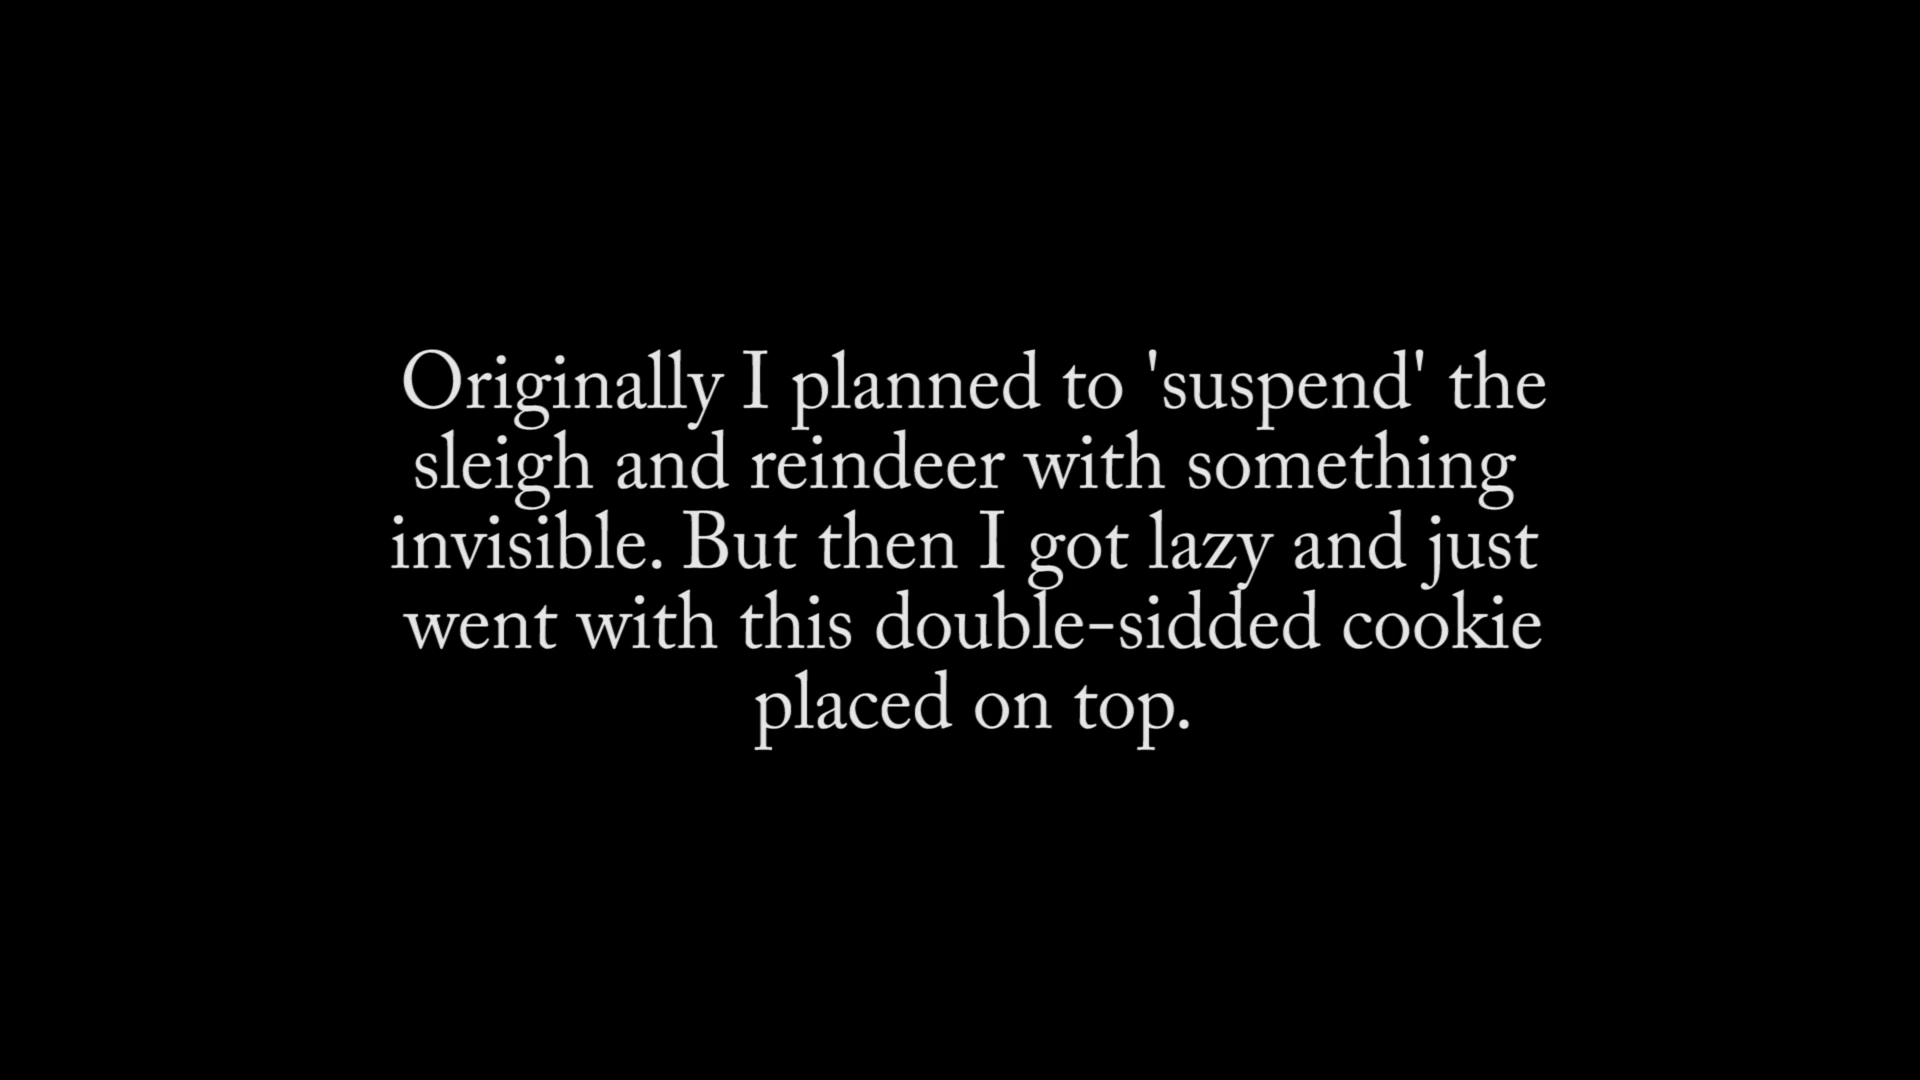 Originally I planned to 'suspend' the
sleigh and reindeer with something
invisible. But then I got lazy and just
went with this double-sidded cookie
placed on top.